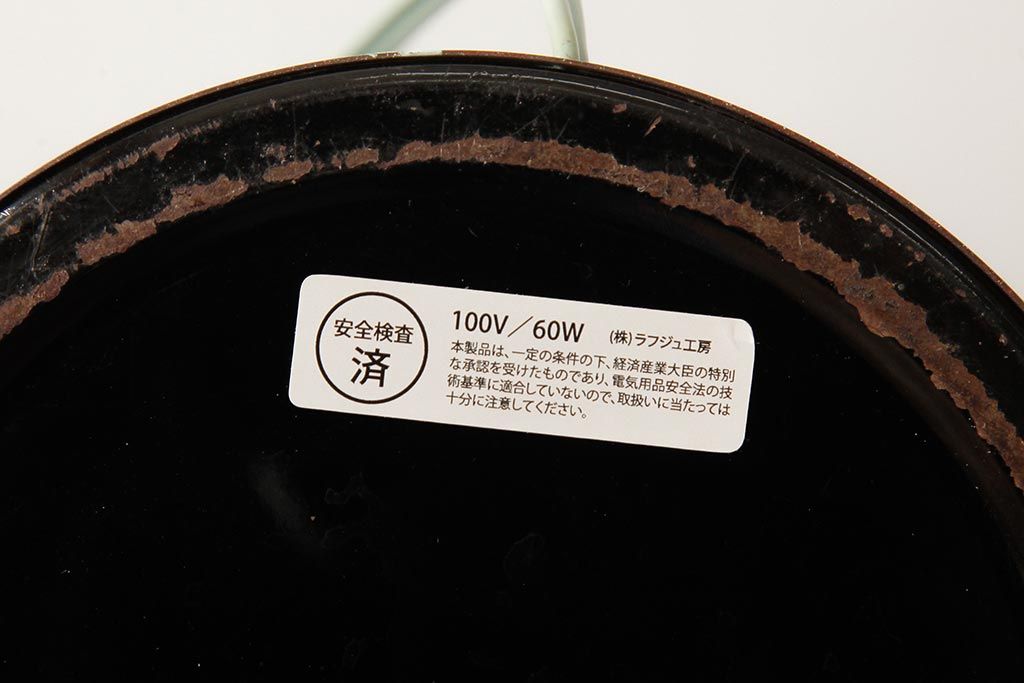 安全検査
済
100V／60W (株)ラフジュ工房
本製品は、一定の条件の下、経済産業大臣の特別
な承認を受けたものであり、電気用品安全法の技
術基準に適合していないので、取扱いに当たっては
十分に注意してください。